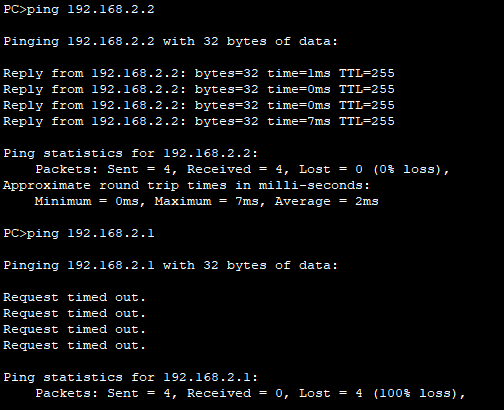 PC>ping 192.168.2.2
Pinging 192.168.2.2 with 32 bytes of data:
Reply from 192.168.2.2: bytes=32 time=1ms TTL=255
Reply from 192.168.2.2: bytes=32 time=0ms TTL=255
Reply from 192.168.2.2: bytes=32 time=0ms TTL=255
Reply from 192.168.2.2: bytes=32 time=7ms TTL=255
Ping statistics for 192.168.2.2:
    Packets: Sent = 4, Received = 4, Lost = 0 (0% loss),
Approximate round trip times in milli-seconds:
    Minimum = 0ms, Maximum = 7ms, Average = 2ms
PC>ping 192.168.2.1
Pinging 192.168.2.1 with 32 bytes of data:
Request timed out.
Request timed out.
Request timed out.
Request timed out.
Ping statistics for 192.168.2.1:
    Packets: Sent = 4, Received = 0, Lost = 4 (100% loss),